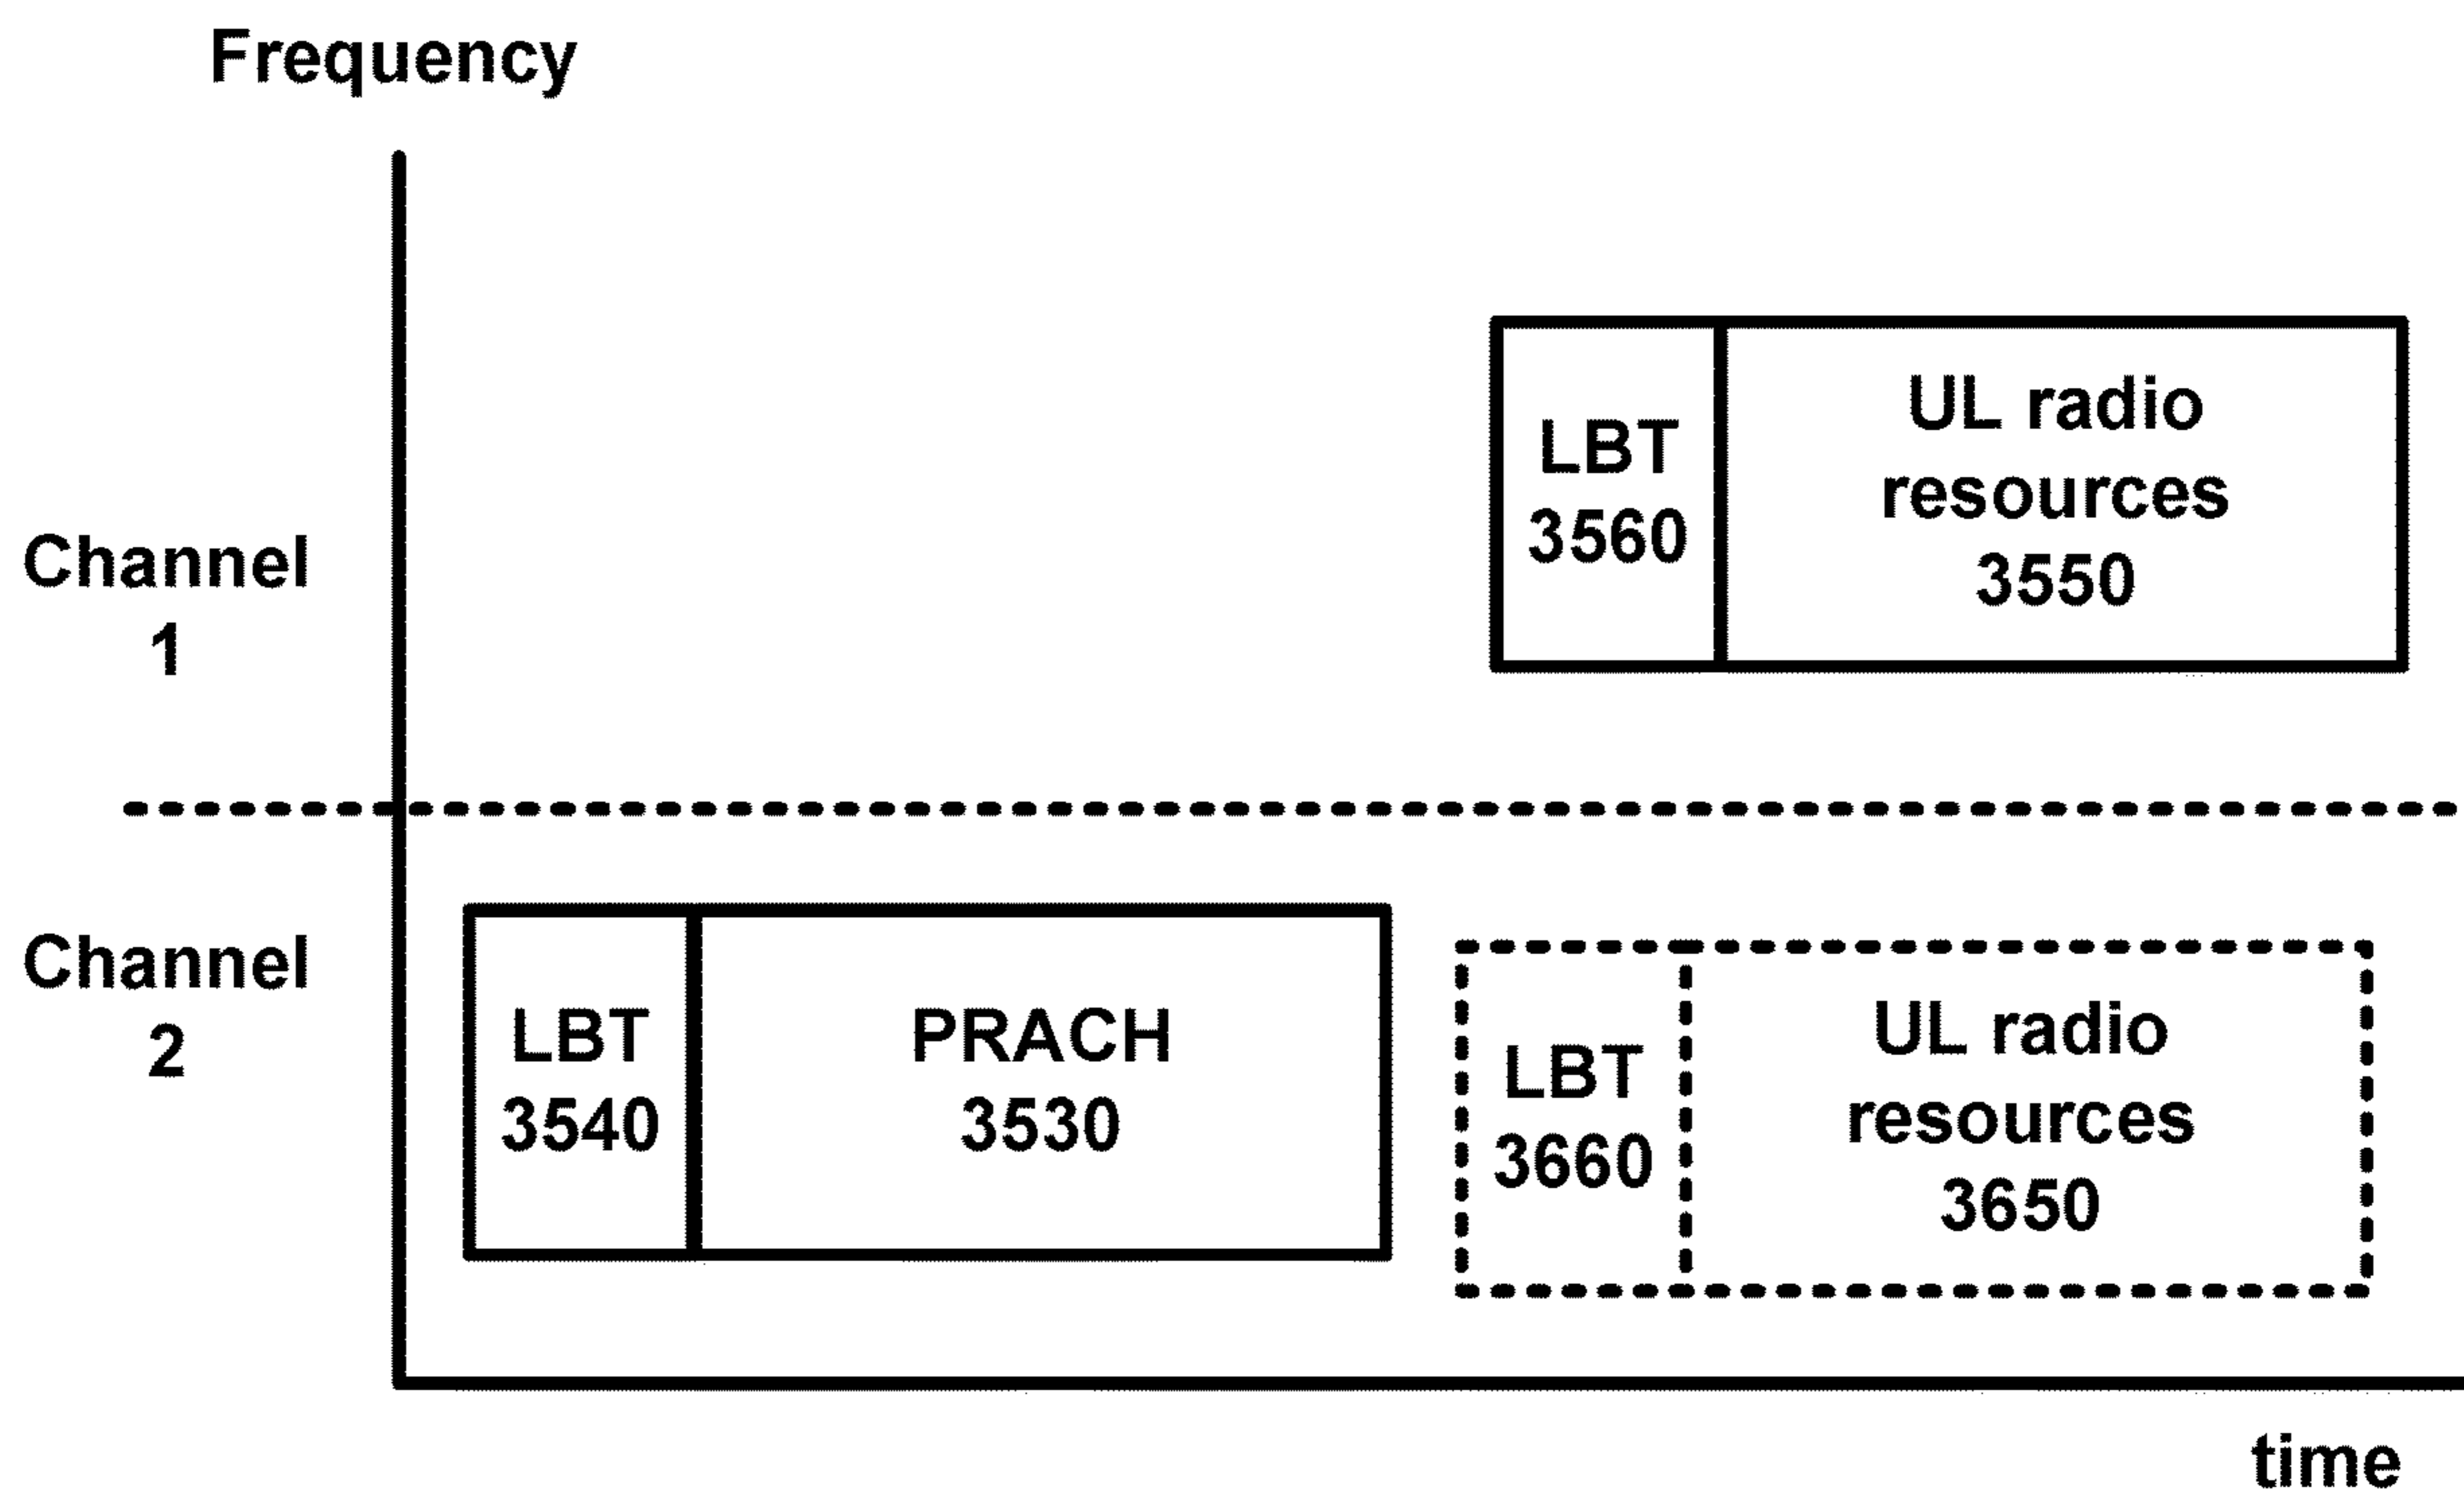 Frequency
Channel
1
LBT
3560
UL radio
resources
3550
Channel
2
LBT
3540
PRACH
3530
LBT
3660
UL radio
resources
3650
time